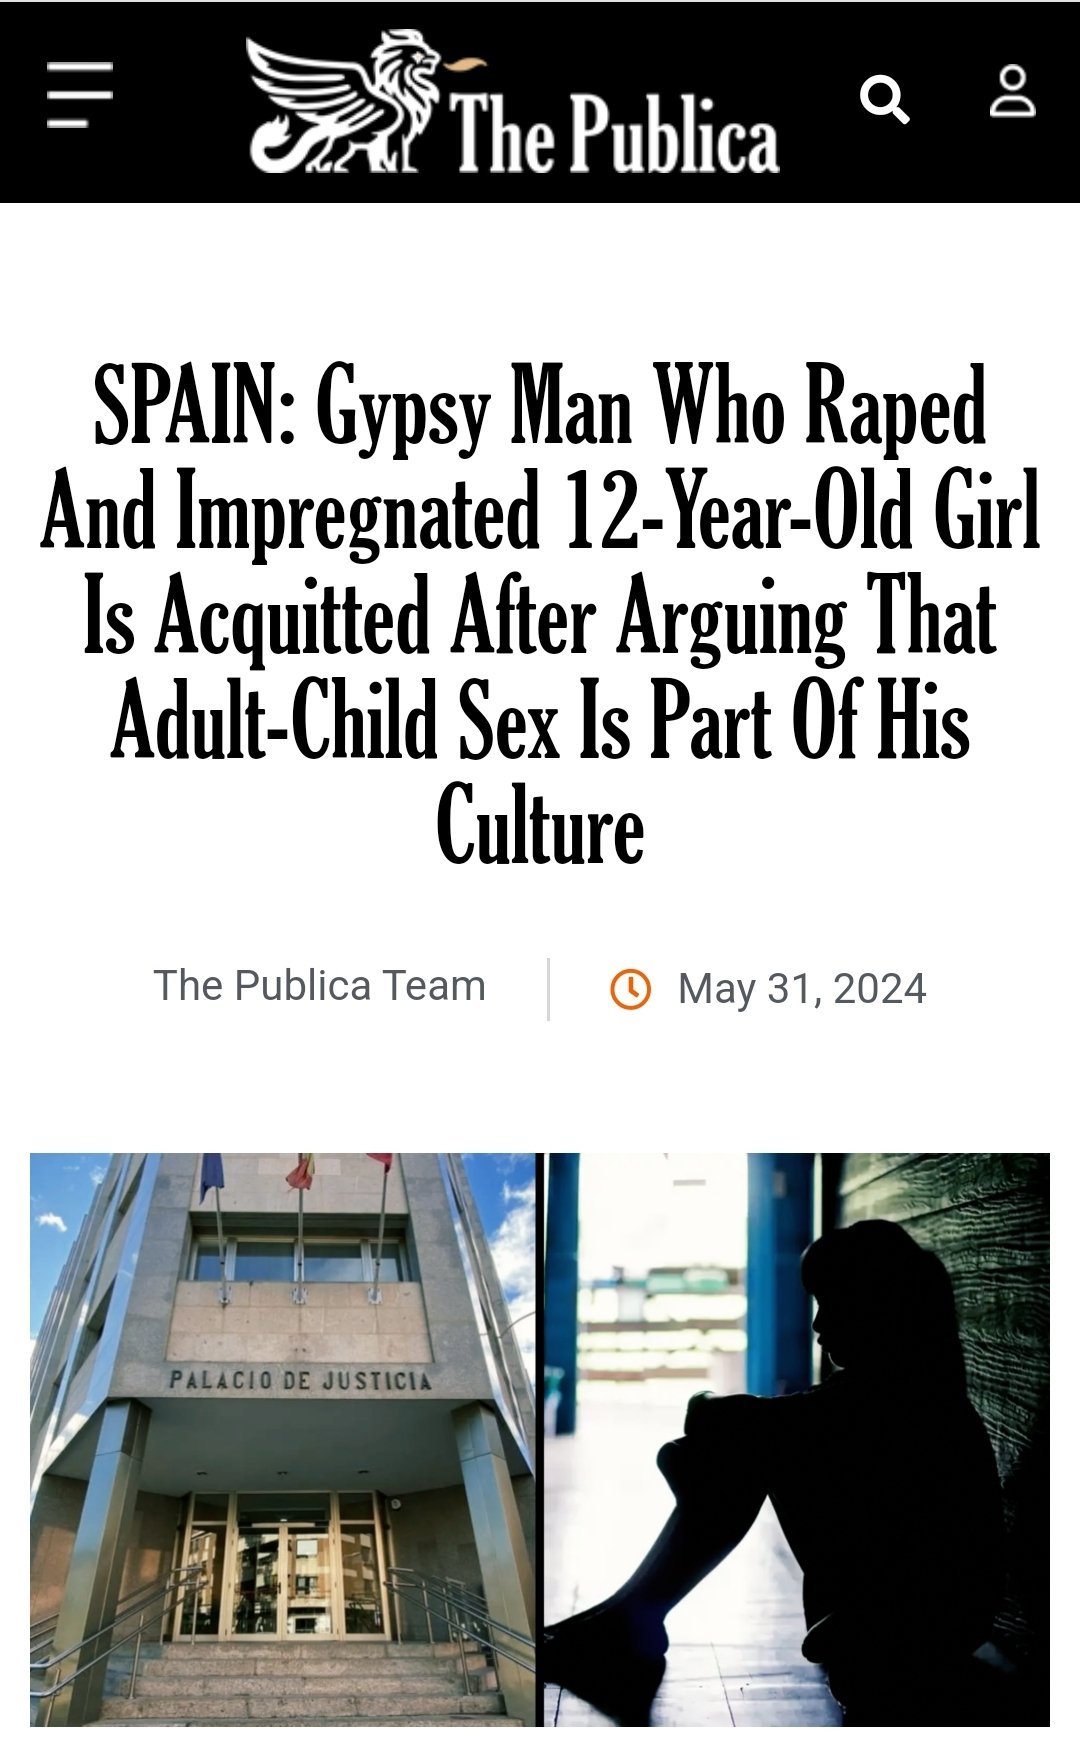 The Publica
SPAIN: Gypsy Man Who Raped
And Impregnated 12-Year-Old Girl
Is Acquitted After Arguing That
Adult-Child Sex Is Part Of His
Culture
The Publica Team
May 31, 2024
PALACIO DE JUSTICIA